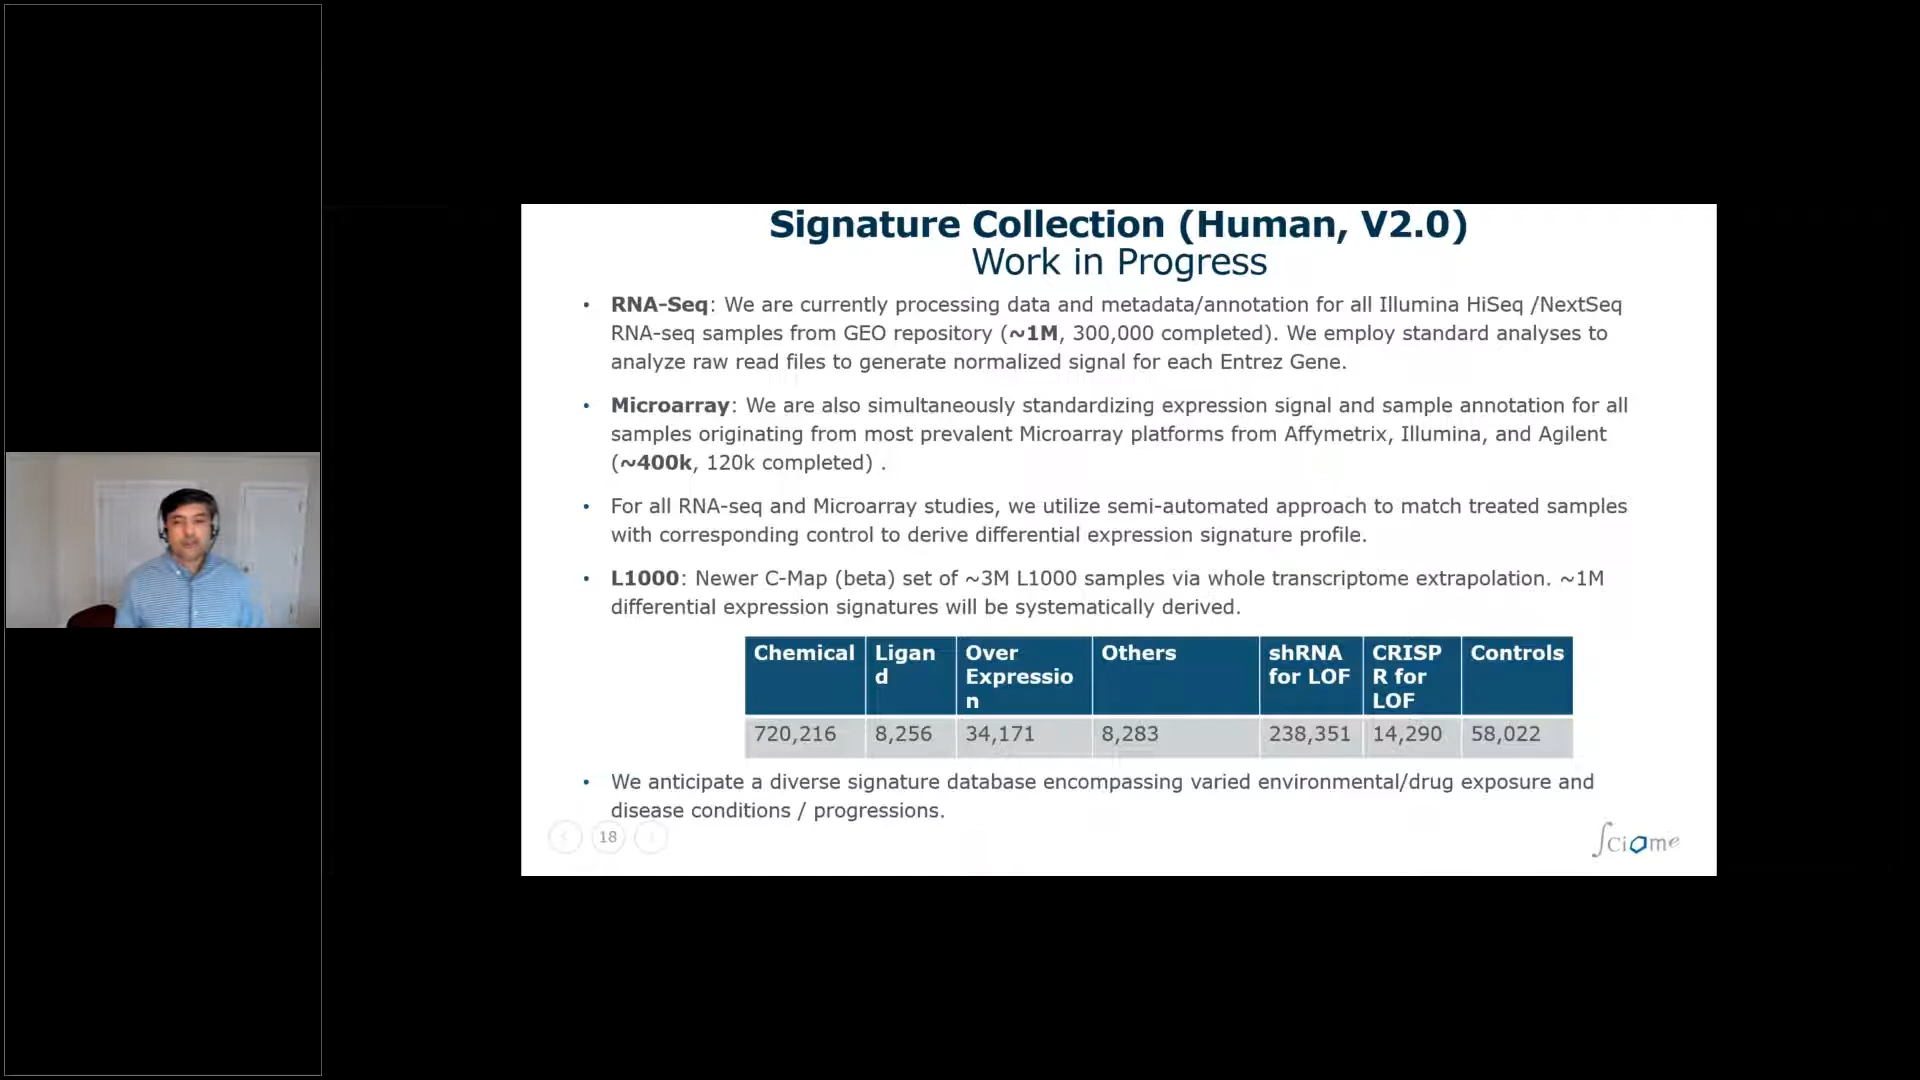 Signature Collection (Human, V2.0)
Work in Progress
• RNA-Seq: We are currently processing data and metadata/annotation for all Illumina HiSeq /NextSeq
RNA-seq samples from GEO repository (~1M, 300,000 completed). We employ standard analyses to
analyze raw read files to generate normalized signal for each Entrez Gene.
• Microarray: We are also simultaneously standardizing expression signal and sample annotation for all
samples originating from most prevalent Microarray platforms from Affymetrix, Illumina, and Agilent
(~400k, 120k completed) .
• For all RNA-seq and Microarray studies, we utilize semi-automated approach to match treated samples
with corresponding control to derive differential expression signature profile.
• L1000: Newer C-Map (beta) set of ~3M L1000 samples via whole transcriptome extrapolation. ~1M
differential expression signatures will be systematically derived.
Chemical Ligan Over Others shRNA CRISP Controls
d Expressio for LOF R for
n LOF
720,216 8,256 34,171 8,283 238,351 14,290 58,022
• We anticipate a diverse signature database encompassing varied environmental/drug exposure and
disease conditions / progressions.
18
Sciome